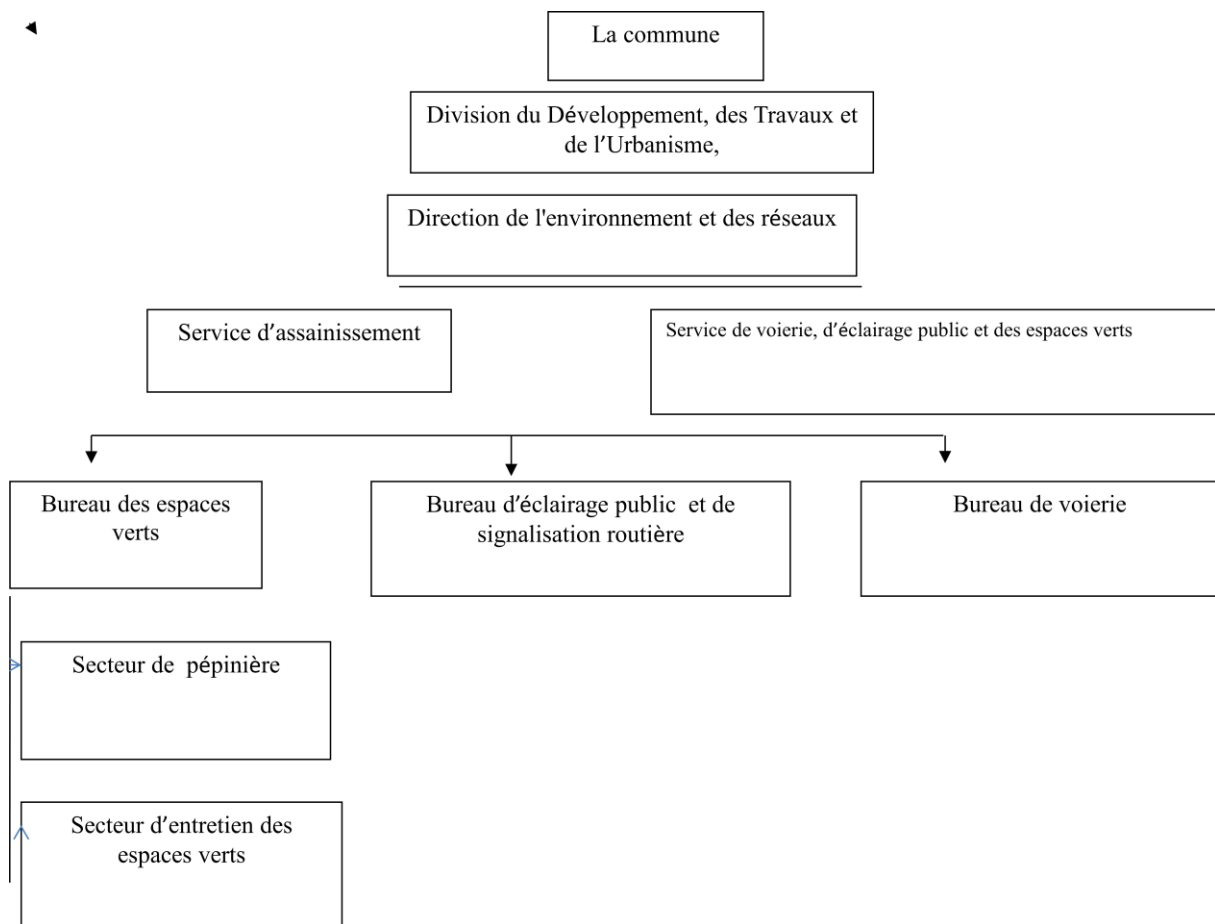 La commune
Division du Développement, des Travaux et
de l’Urbanisme,
Direction de l'environnement et des réseaux
Service d’assainissement
Service de voierie, d’éclairage public et des espaces verts
Bureau des espaces
verts
Bureau d’éclairage public et de
signalisation routière
Bureau de voierie
Secteur de pépinière
Secteur d’entretien des
espaces verts